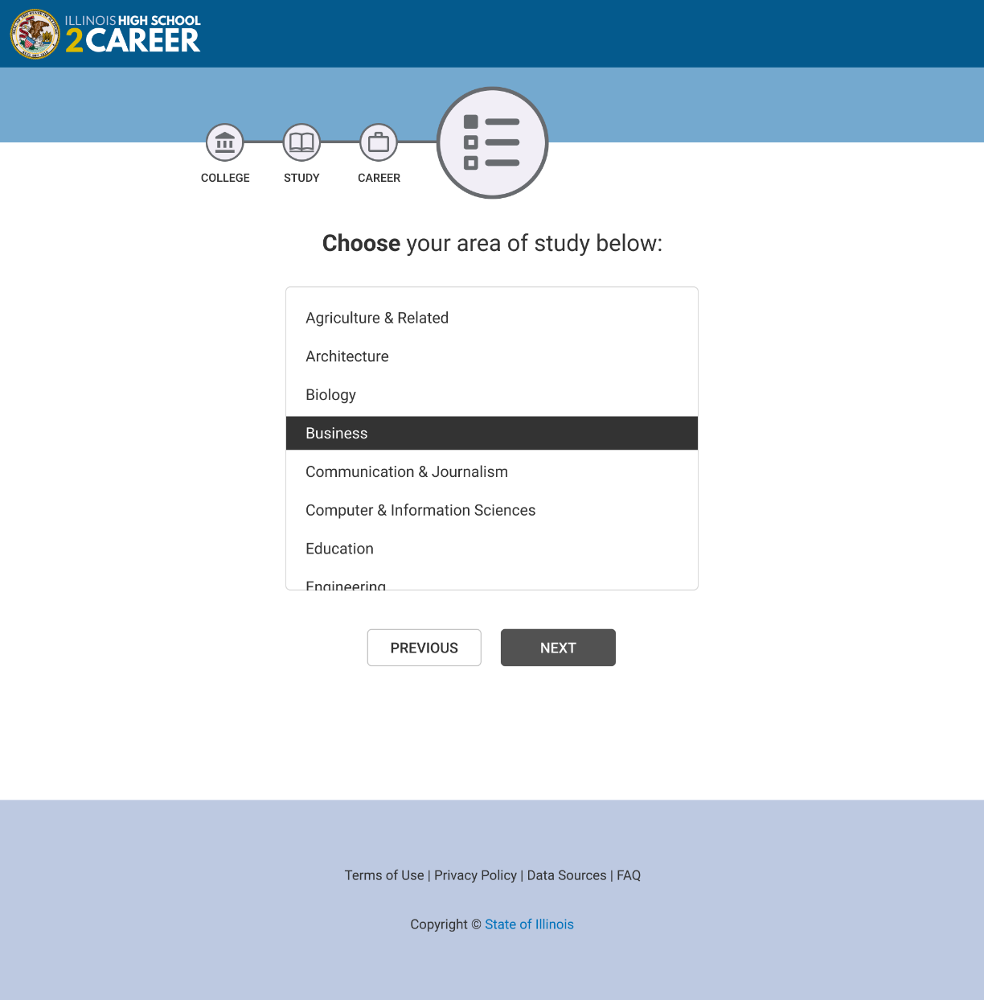 ILLINOIS HIGH SCHOOL
2CAREER
COLLEGE
STUDY
CAREER
Choose your area of study below:
Agriculture & Related
Architecture
Biology
Business
Communication & Journalism
Computer & Information Sciences
Education
Engineering
PREVIOUS
NEXT
Terms of Use | Privacy Policy | Data Sources | FAQ
Copyright © State of Illinois